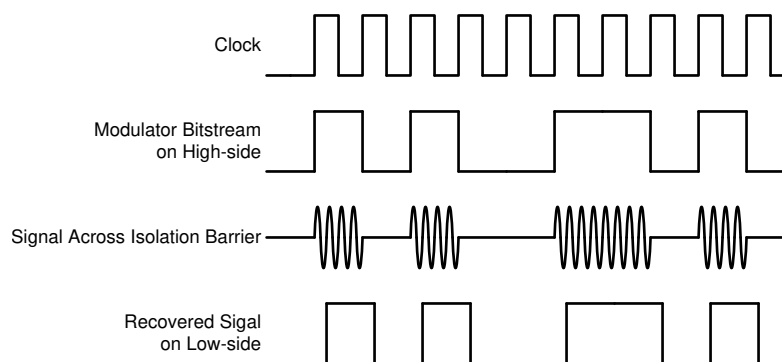 Clock
Modulator Bitstream
on High-side
Signal Across Isolation Barrier
Recovered Sigal
on Low-side